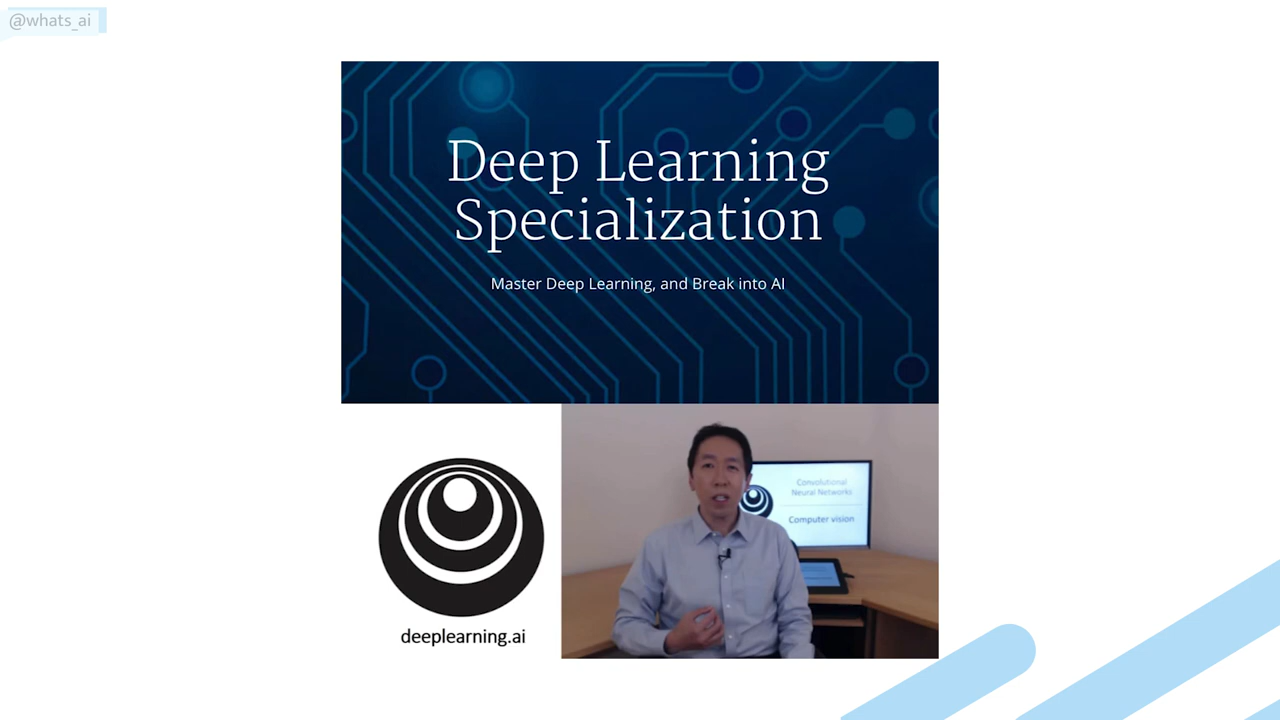 @whats_ai
Deep Learning
Specialization
Master Deep Learning, and Break into AI
Convolutional
Neural Networks
Computer vision
deeplearning.ai